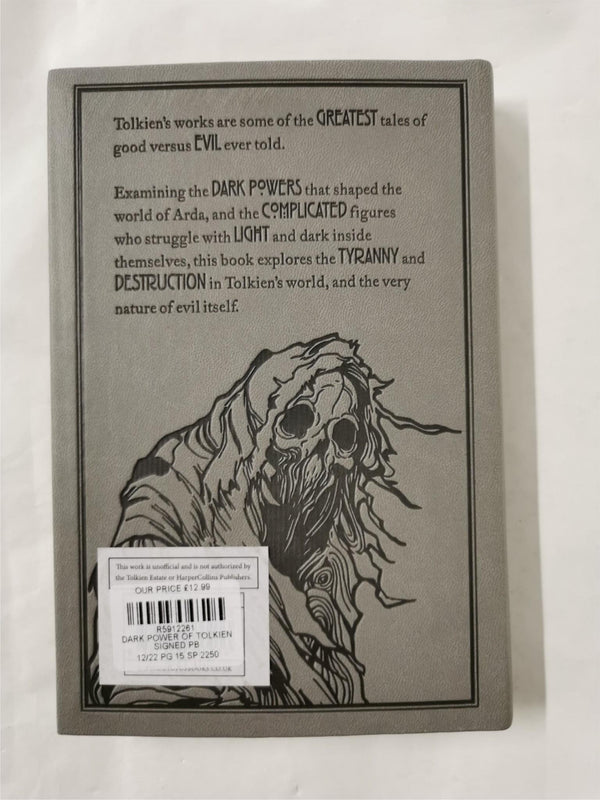 Tolkien's works are some of the GREATEST tales of
good versus EVIL ever told.
Examining the DARK POWERS that shaped the
world of Arda, and the COMPLICATED figures
who struggle with LIGHT and dark inside
themselves, this book explores the TYRANNY and
DESTRUCTION in Tolkien's world, and the very
nature of evil itself.
This work is unofficial and is not authorized by
the Tolkien Estate or HarperCollins Publishers.
OUR PRICE £12.99
R5912261
DARK POWER OF TOLKIEN
SIGNED PB
12/22 PG 15 SP 2250